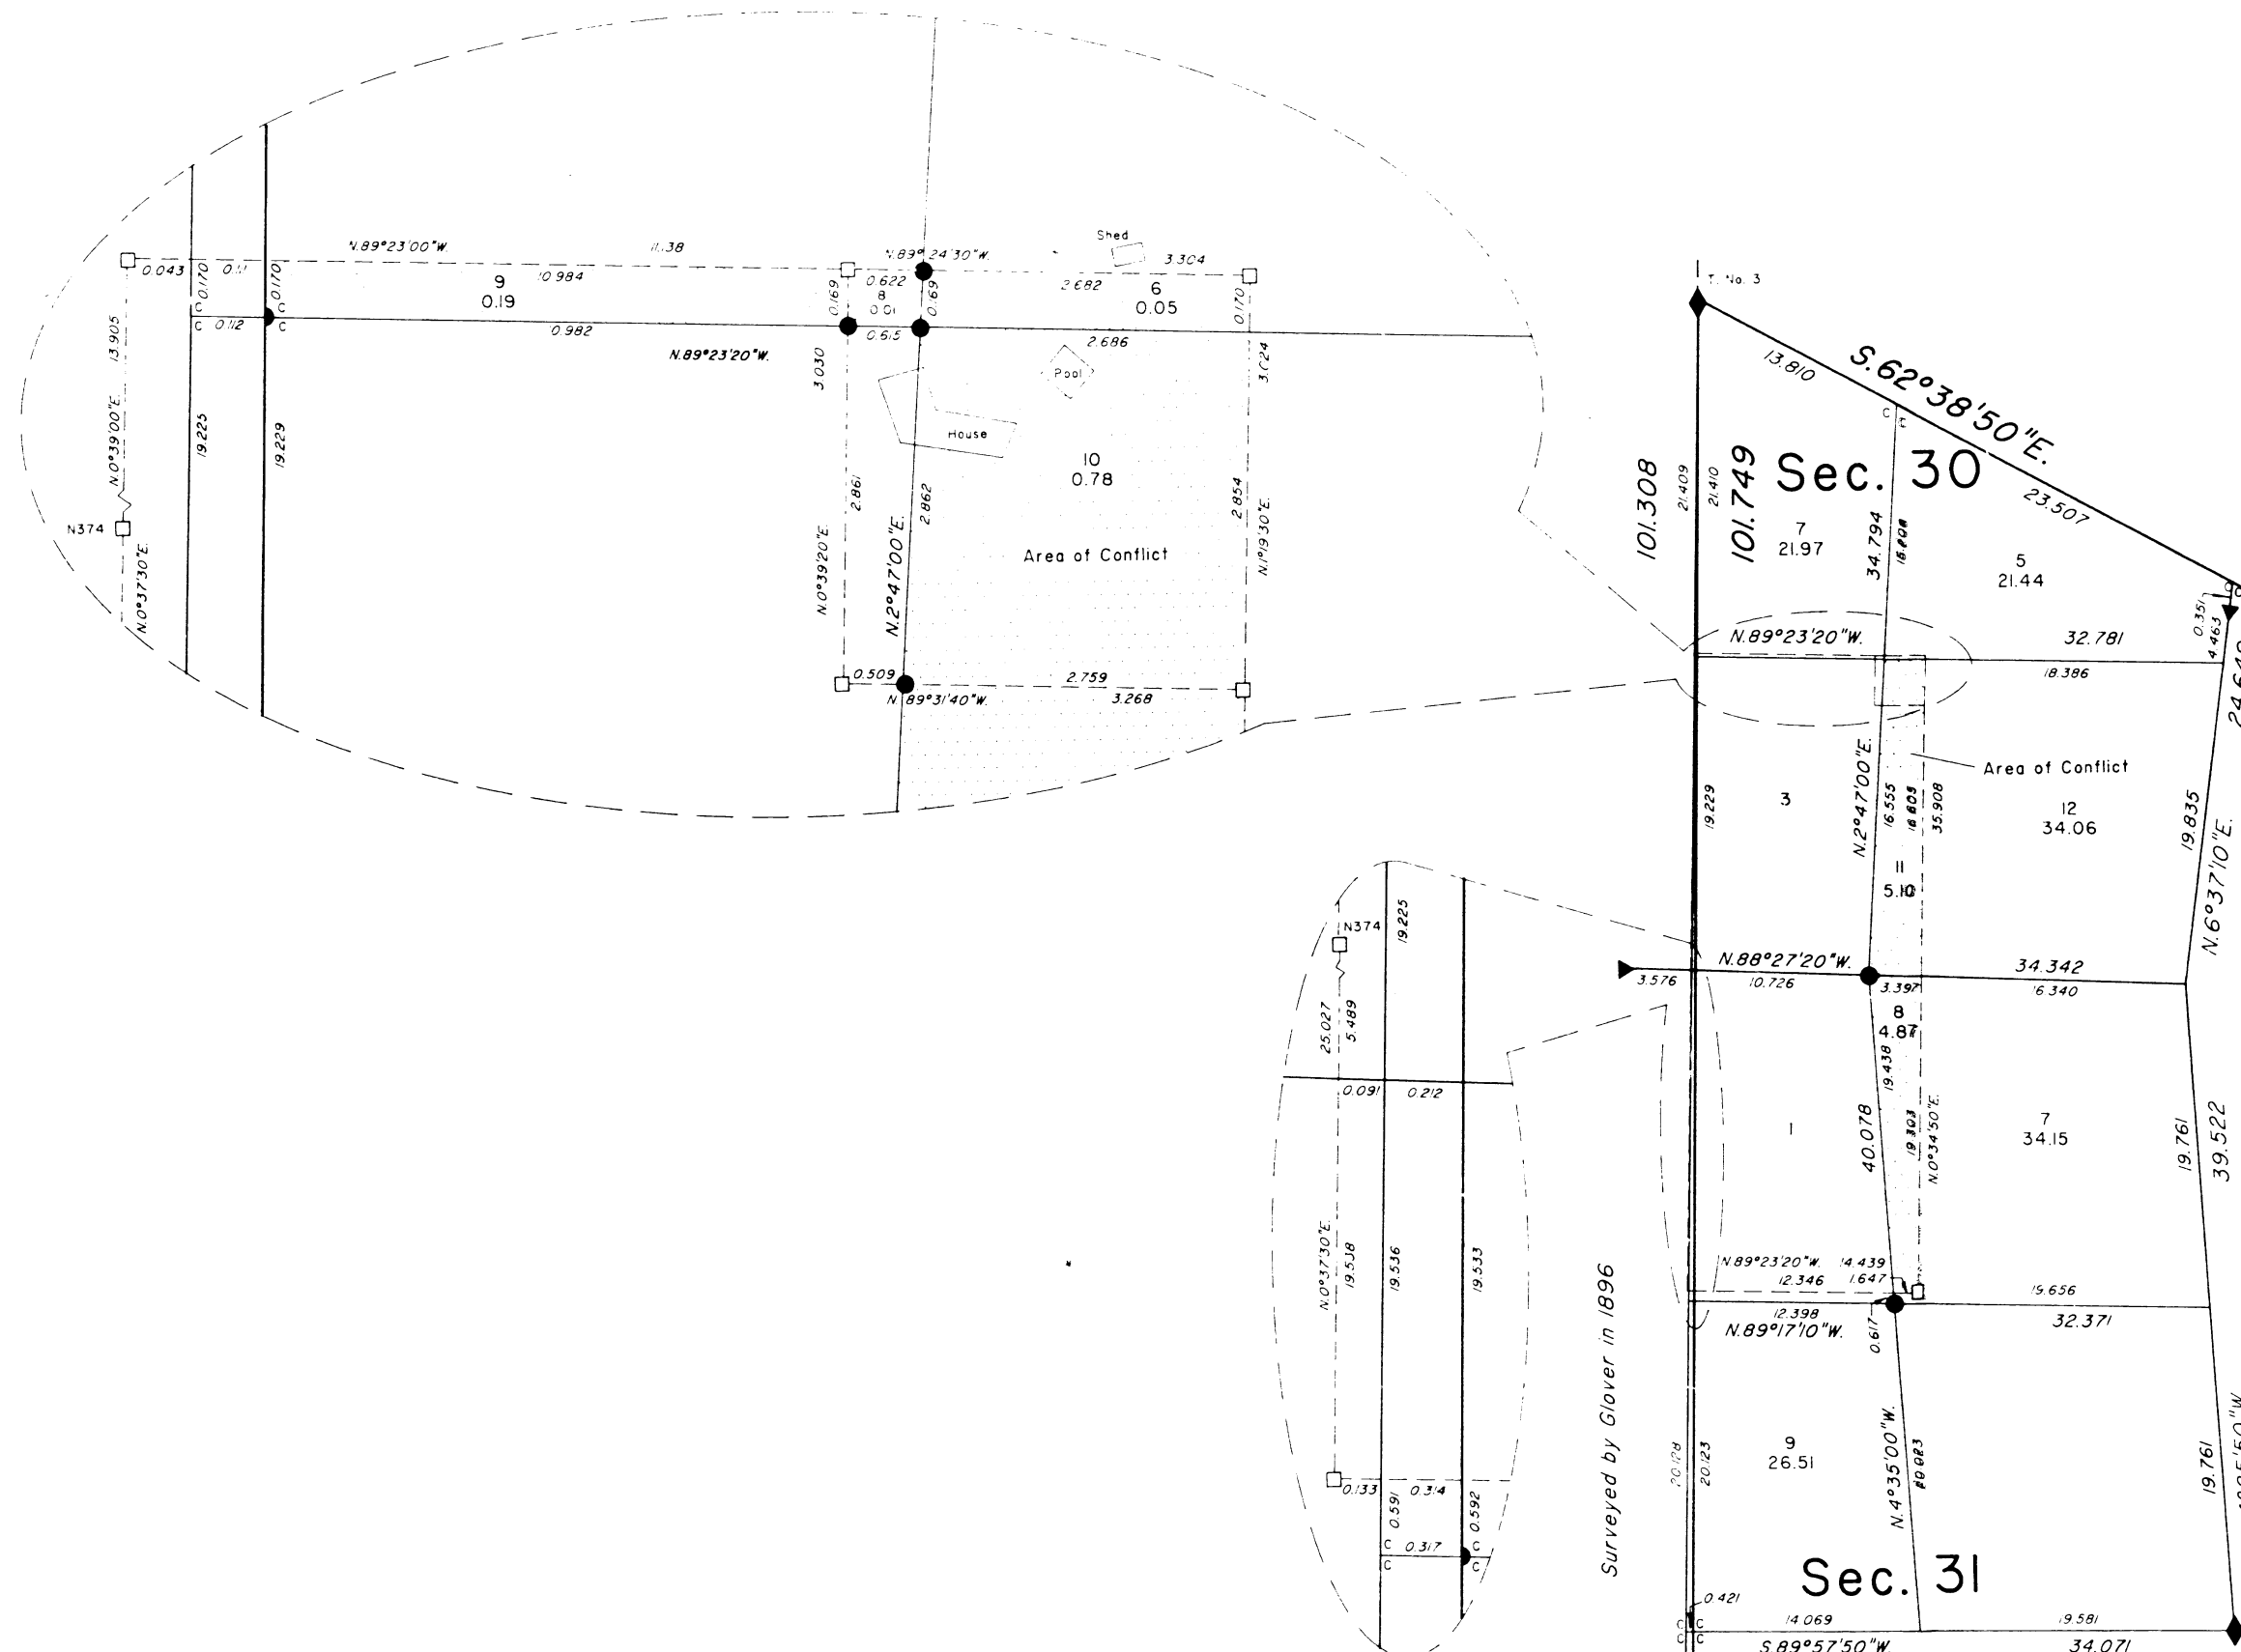 Shed
N.89°23'00"W.
11.138
N.89°24'30"W.
3.304
0.043
0.111
0.170
0.170
9
0.19
10.984
0.169
0.622
8
0.01
0.169
2.682
6
0.05
0.170
C
C
C
0.112
C
N.89°23'20"W.
0.615
2.686
3.030
3.024
Pool
House
N.0°39'00"E. 13.905
19.225
19.229
N374
N.0°37'30"E.
2.861
N.0°39'20"E.
2.862
N.2°47'00"E.
10
0.78
Area of Conflict
2.854
N.1°19'30"E.
0.509
2.759
N.89°31'40"W.
3.268
T. No. 3
13.810
S.62°38'50"E.
23.507
101.308
21.409
21.410
101.749
Sec. 30
7
21.97
34.794
5
21.44
C
0.351
4.463
N.89°23'20"W.
32.781
18.386
Area of Conflict
19.229
3
N.2°47'00"E.
16.555
35.908
12
34.06
11
19.835
N.6°37'10"E.
3.576
N.88°27'20"W.
10.726
3.397
34.342
16.340
8
19.438
40.078
1
N.0°34'50"E.
7
34.15
19.761
39.522
N.89°23'20"W. 14.439
12.346
1.647
19.656
12.398
N.89°17'10"W.
0.617
32.371
Surveyed by Glover in 1896
20.128
20.123
9
26.51
N.4°35'00"W.
19.761
Sec. 31
0.421
C
C
C
C
14.069
19.581
S.89°57'50"W.
34.071
N374
19.225
25.027
5.489
0.091
0.212
N.0°37'30"E.
19.538
19.536
19.533
0.133
0.314
0.591
0.592
C
C
0.317
C
C